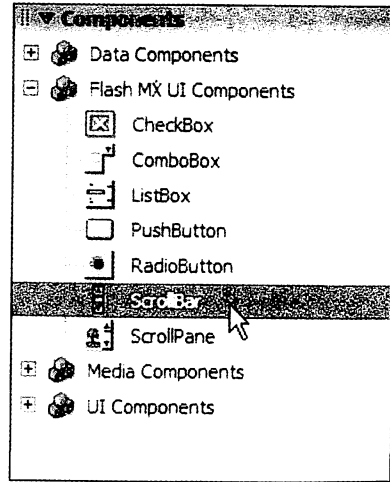 Components
Data Components
Flash MX UI Components
CheckBox
ComboBox
ListBox
PushButton
RadioButton
ScrollBar
ScrollPane
Media Components
UI Components